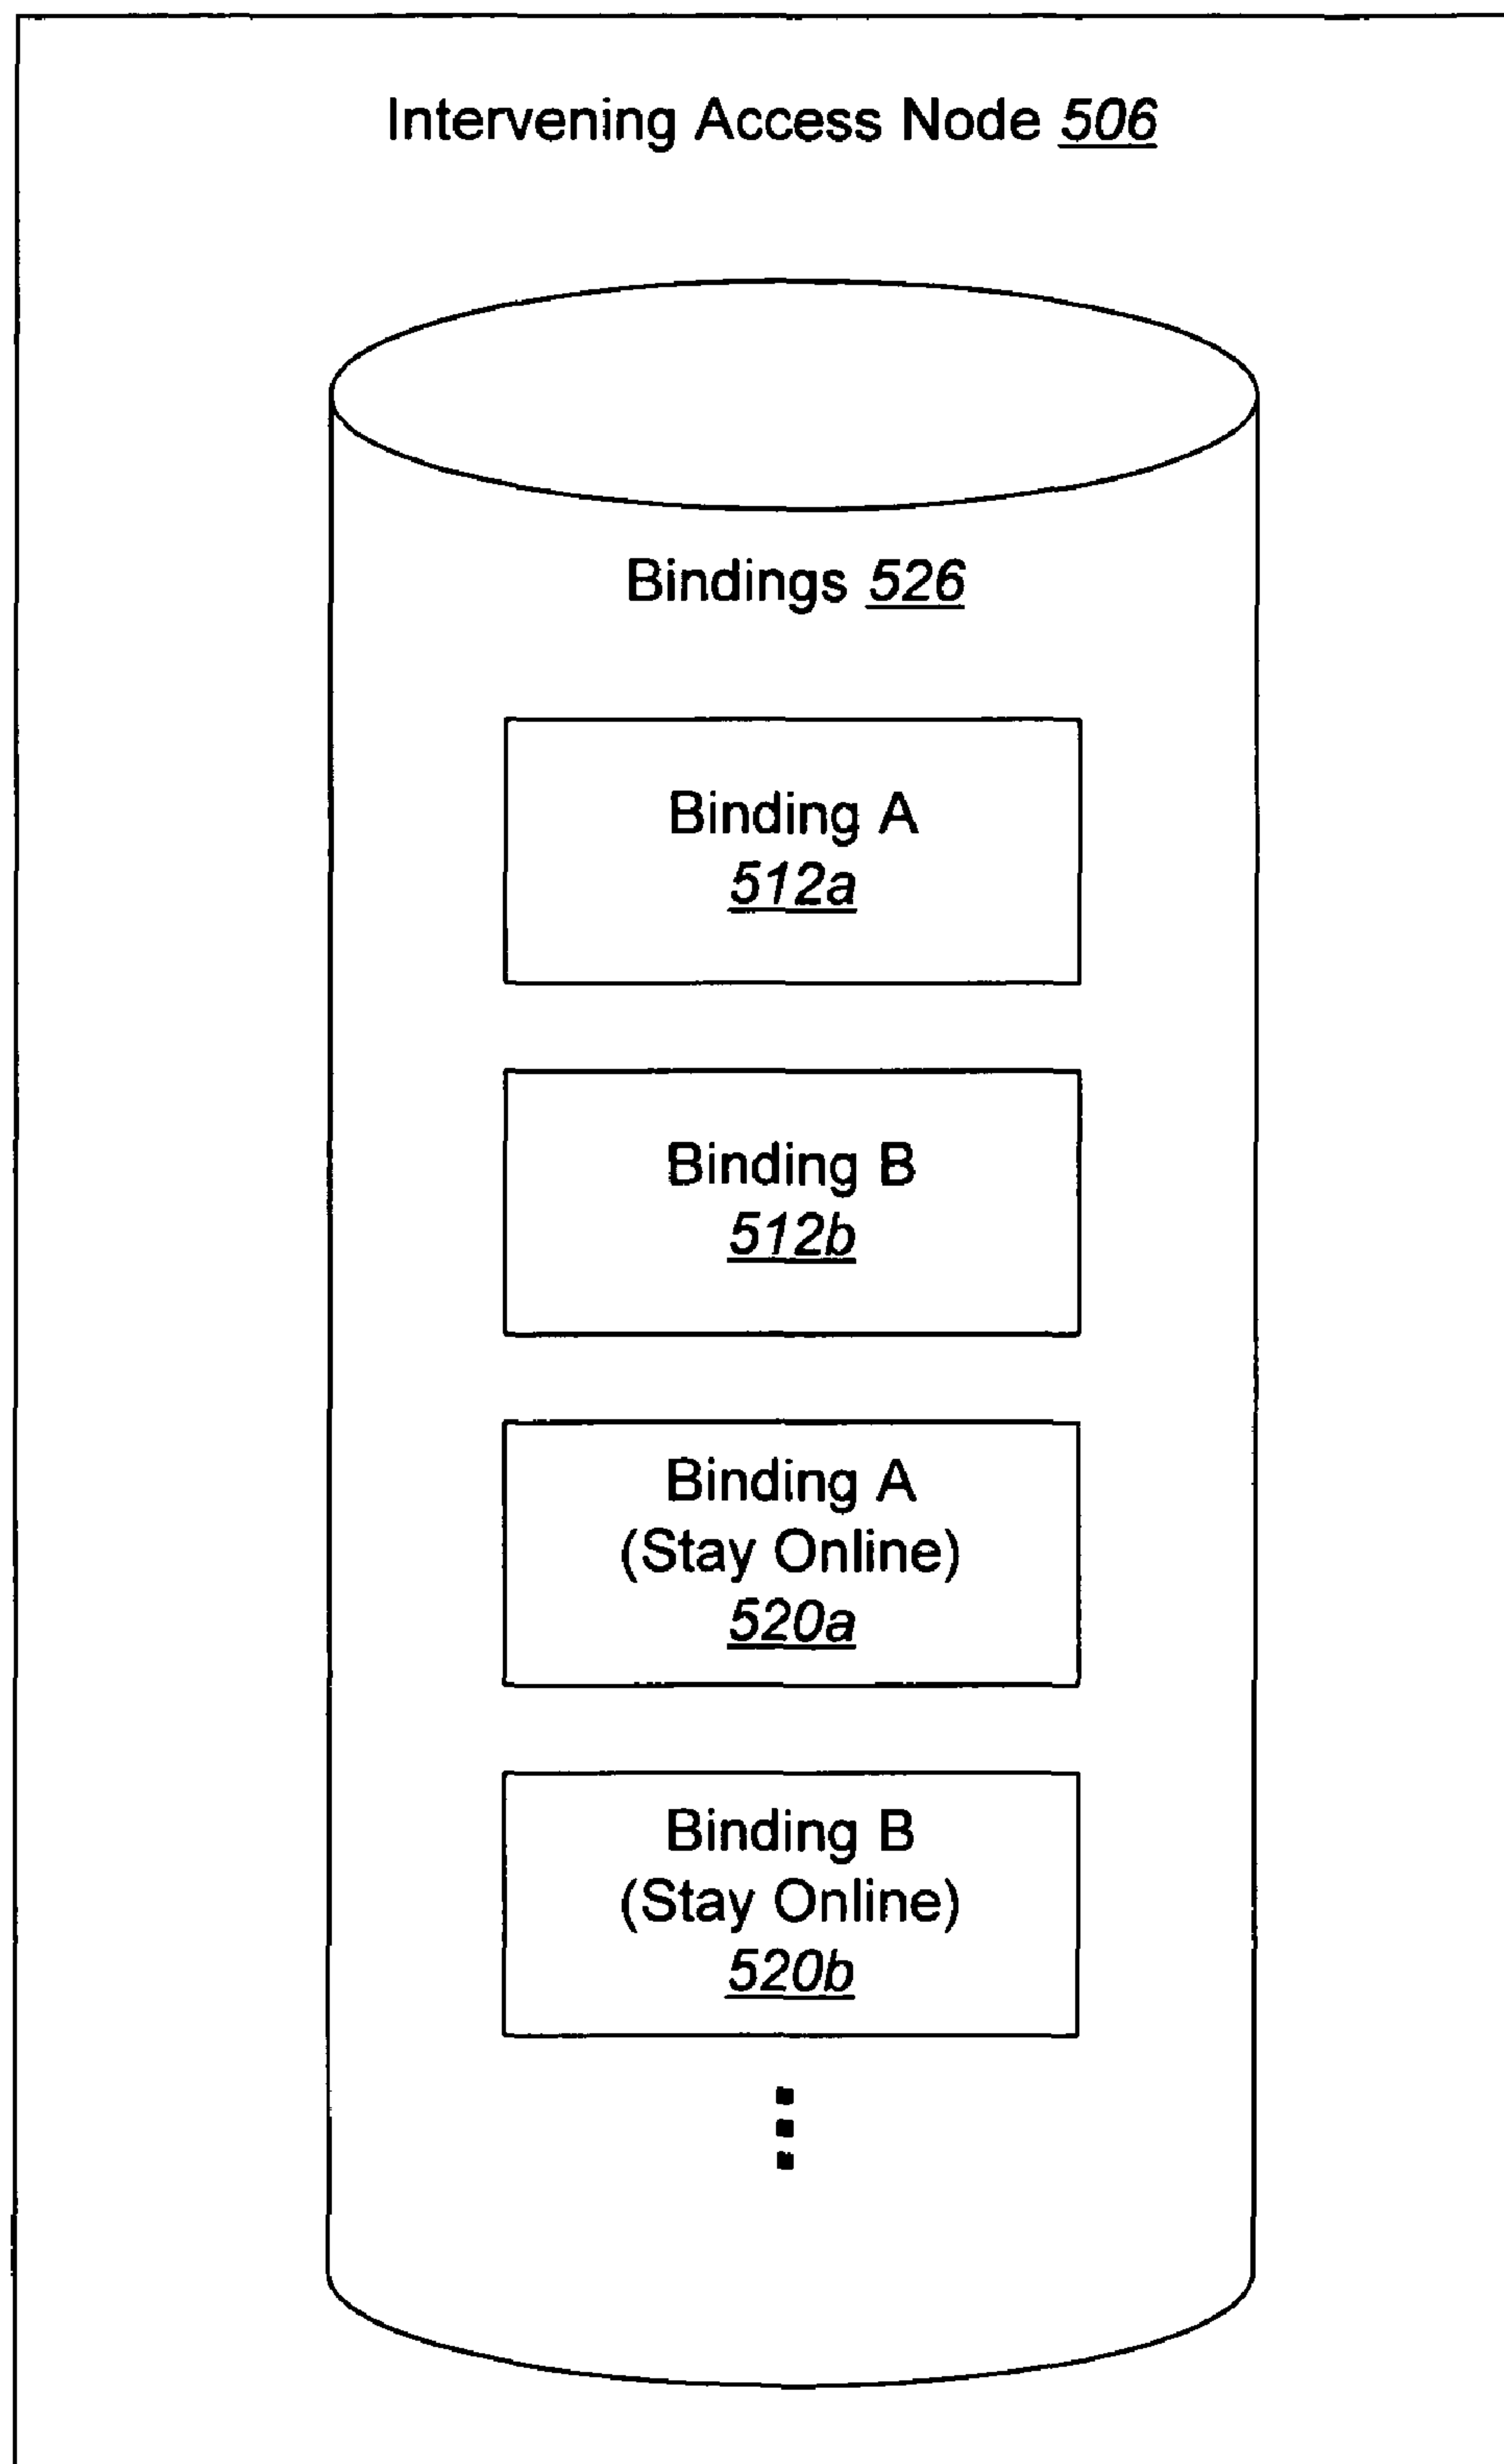 Intervening Access Node 506
Bindings 526
Binding A
512a
Binding B
512b
Binding A
(Stay Online)
520a
Binding B
(Stay Online)
520b